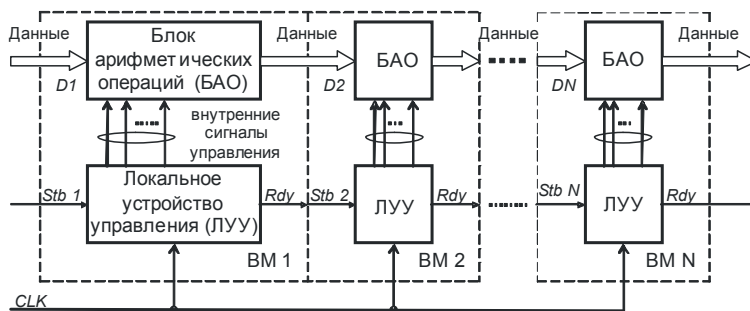 Данные
D1
Блок
арифметических
операций (БАО)
Данные
D2
БАО
Данные
DN
БАО
Данные
внутренние
сигналы
управления
Stb 1
Локальное
устройство
управления (ЛУУ)
Rdy
Stb 2
ЛУУ
Rdy
Stb N
ЛУУ
Rdy
ВМ 1
ВМ 2
ВМ N
CLK